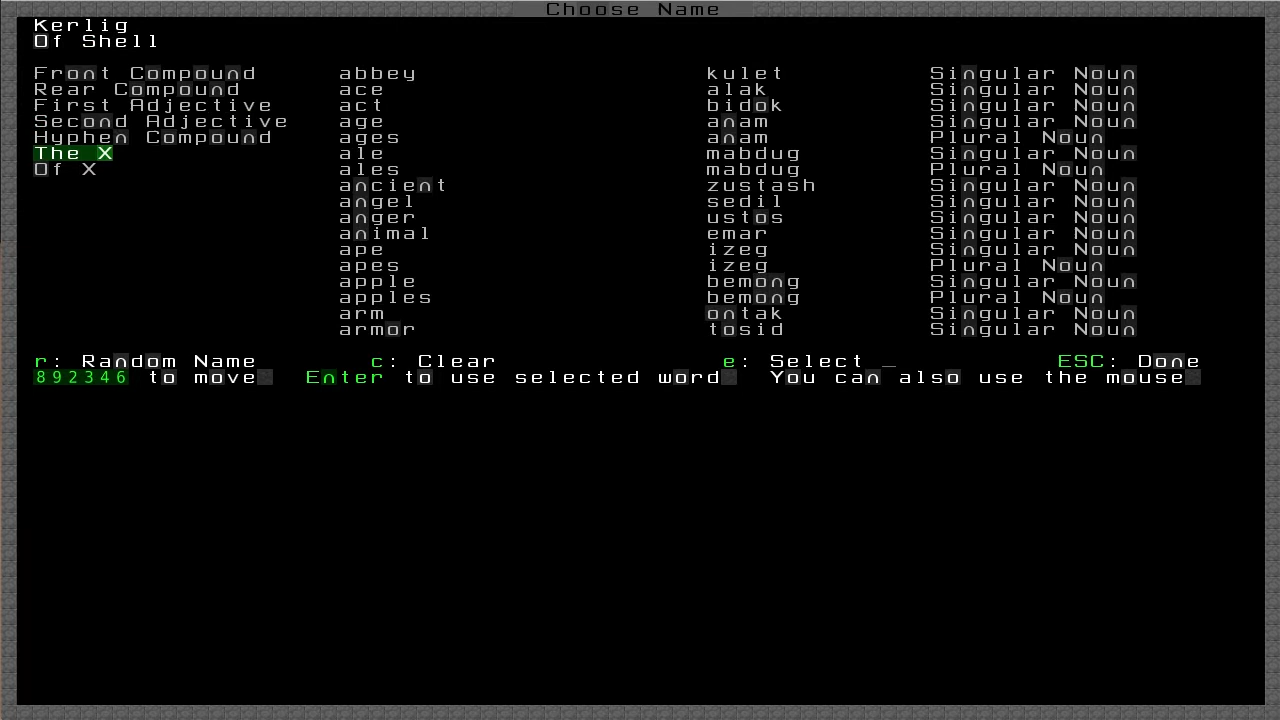 Choose Name
Kerlig
Of Shell
Front Compound abbey kulet Singular Noun
Rear Compound ace alak Singular Noun
First Adjective act bidok Singular Noun
Second Adjective age anam Singular Noun
Hyphen Compound ages anam Plural Noun
The X ale mabdug Singular Noun
Of X ales mabdug Plural Noun
ancient zustash Singular Noun
angel sedil Singular Noun
anger ustos Singular Noun
animal emar Singular Noun
ape izeg Singular Noun
apes izeg Plural Noun
apple bemong Singular Noun
apples bemong Plural Noun
arm ontak Singular Noun
armor tosid Singular Noun
r: Random Name c: Clear e: Select _ ESC: Done
892346 to move Enter to use selected word You can also use the mouse